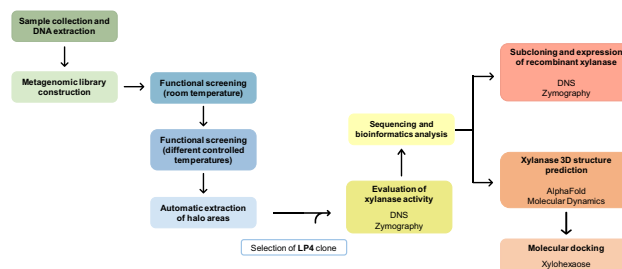 Sample collection and
DNA extraction
Metagenomic library
construction
Functional screening
(room temperature)
Functional screening
(different controlled
temperatures)
Automatic extraction
of halo areas
Selection of LP4 clone
Evaluation of
xylanase activity
DNS
Zymography
Sequencing and
bioinformatics analysis
Subcloning and expression
of recombinant xylanase
DNS
Zymography
Xylanase 3D structure
prediction
AlphaFold
Molecular Dynamics
Molecular docking
Xylohexaose